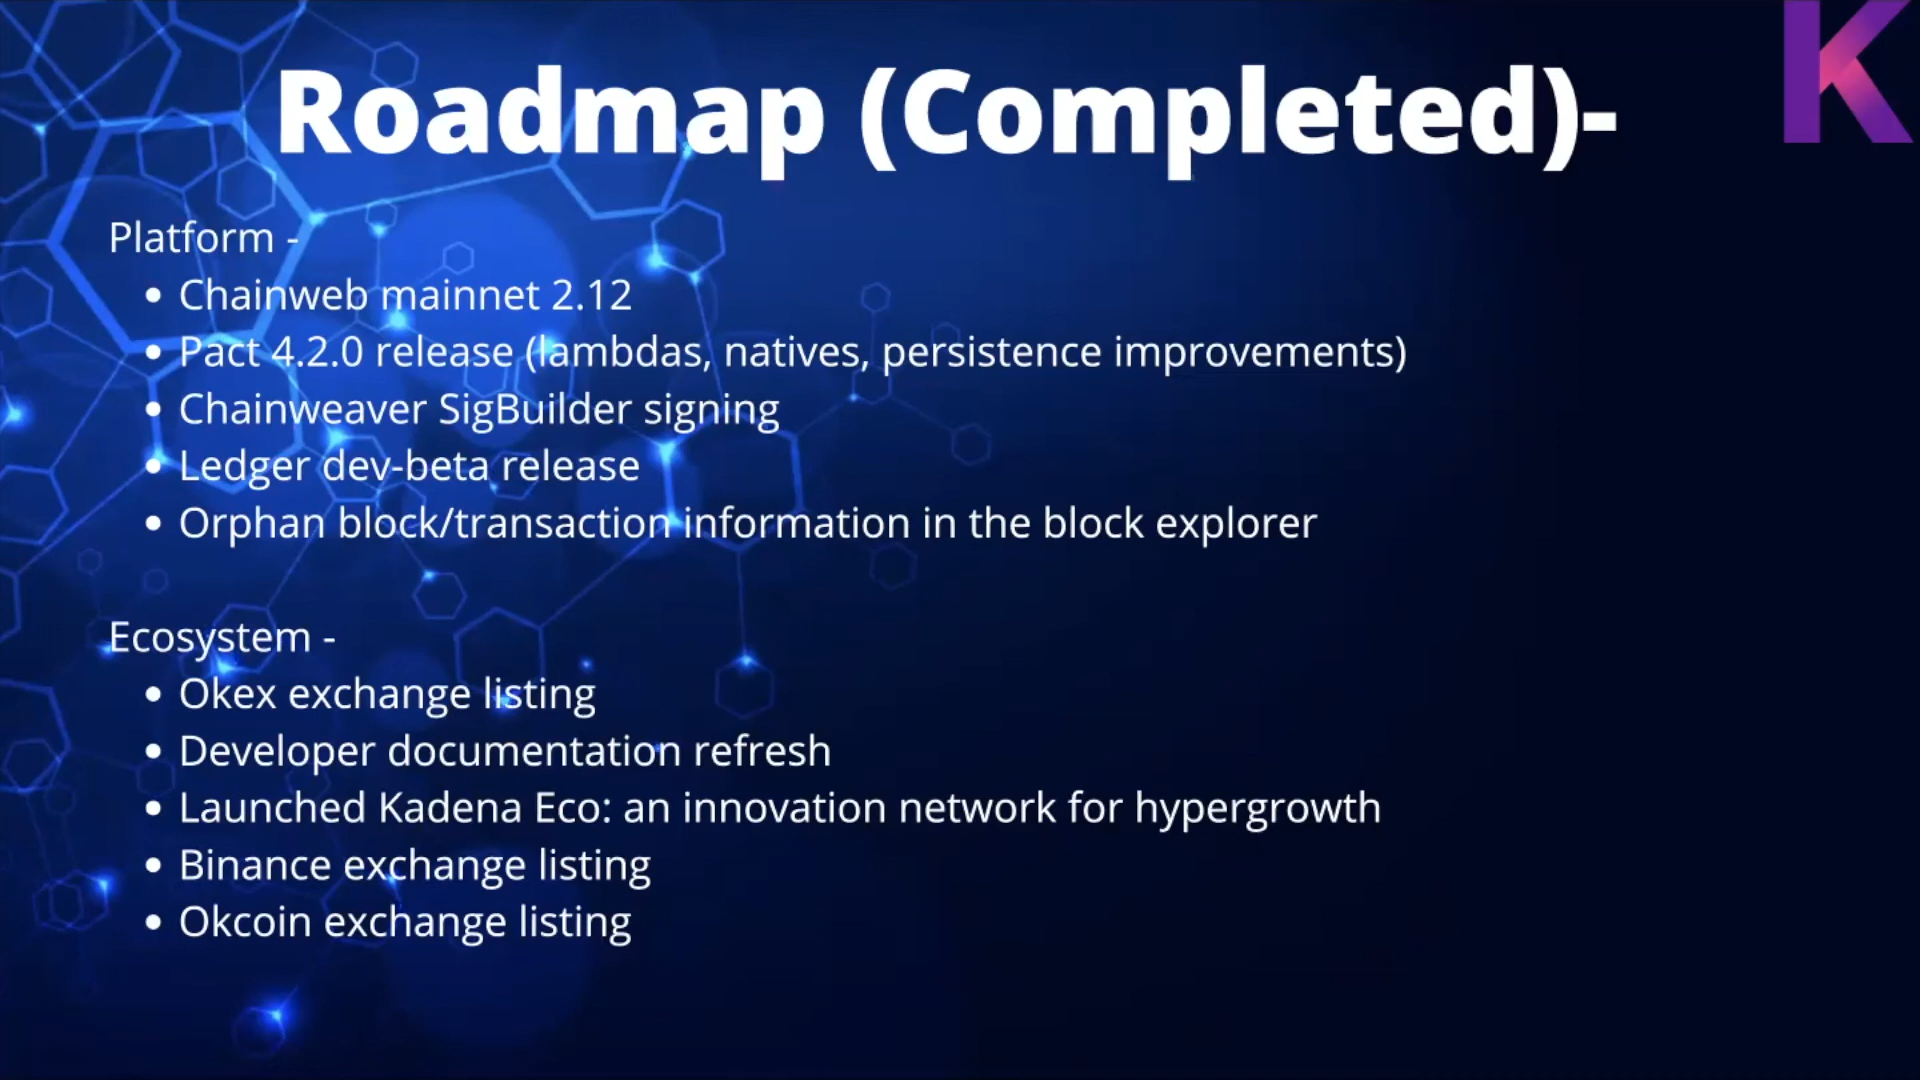 Roadmap (Completed)-
Platform -
• Chainweb mainnet 2.12
• Pact 4.2.0 release (lambdas, natives, persistence improvements)
• Chainweaver SigBuilder signing
• Ledger dev-beta release
• Orphan block/transaction information in the block explorer
Ecosystem -
• Okex exchange listing
• Developer documentation refresh
• Launched Kadena Eco: an innovation network for hypergrowth
• Binance exchange listing
• Okcoin exchange listing